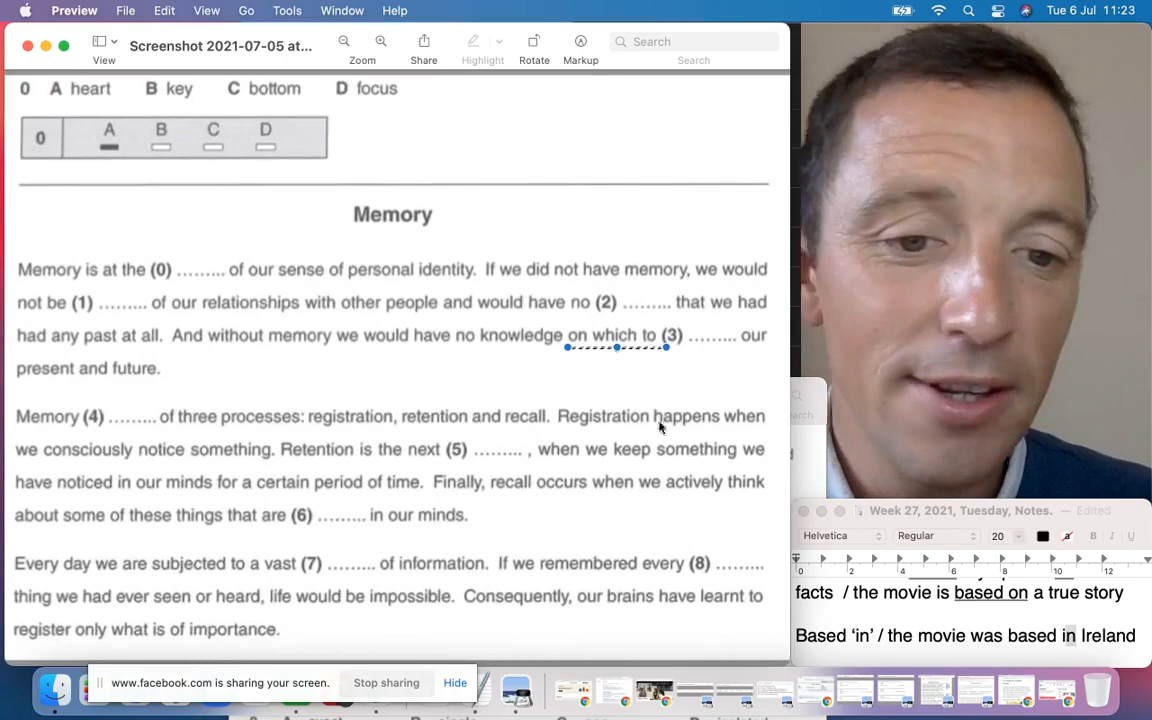 Preview File Edit View Go Tools Window Help Tue 6 Jul 11:23
Screenshot 2021-07-05 at...
View Zoom Share Highlight Rotate Markup Search
Search
0 A heart B key C bottom D focus
0 A B C D
Memory
Memory is at the (0) ......... of our sense of personal identity. If we did not have memory, we would
not be (1) ......... of our relationships with other people and would have no (2) ......... that we had
had any past at all. And without memory we would have no knowledge on which to (3) ......... our
present and future.
Memory (4) ......... of three processes: registration, retention and recall. Registration happens when
we consciously notice something. Retention is the next (5) ......... , when we keep something we
have noticed in our minds for a certain period of time. Finally, recall occurs when we actively think
about some of these things that are (6) ......... in our minds.
Every day we are subjected to a vast (7) ......... of information. If we remembered every (8) .........
thing we had ever seen or heard, life would be impossible. Consequently, our brains have learnt to
register only what is of importance.
Week 27, 2021, Tuesday, Notes. — Edited
Helvetica Regular 20 a B I U
0 2 4 6 8 10 12
facts / the movie is based on a true story
Based ‘in’ / the movie was based in Ireland
www.facebook.com is sharing your screen. Stop sharing Hide